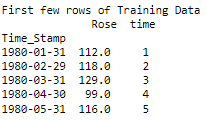 First few rows of Training Data
Rose time
Time_Stamp
1980-01-31 112.0 1
1980-02-29 118.0 2
1980-03-31 129.0 3
1980-04-30 99.0 4
1980-05-31 116.0 5